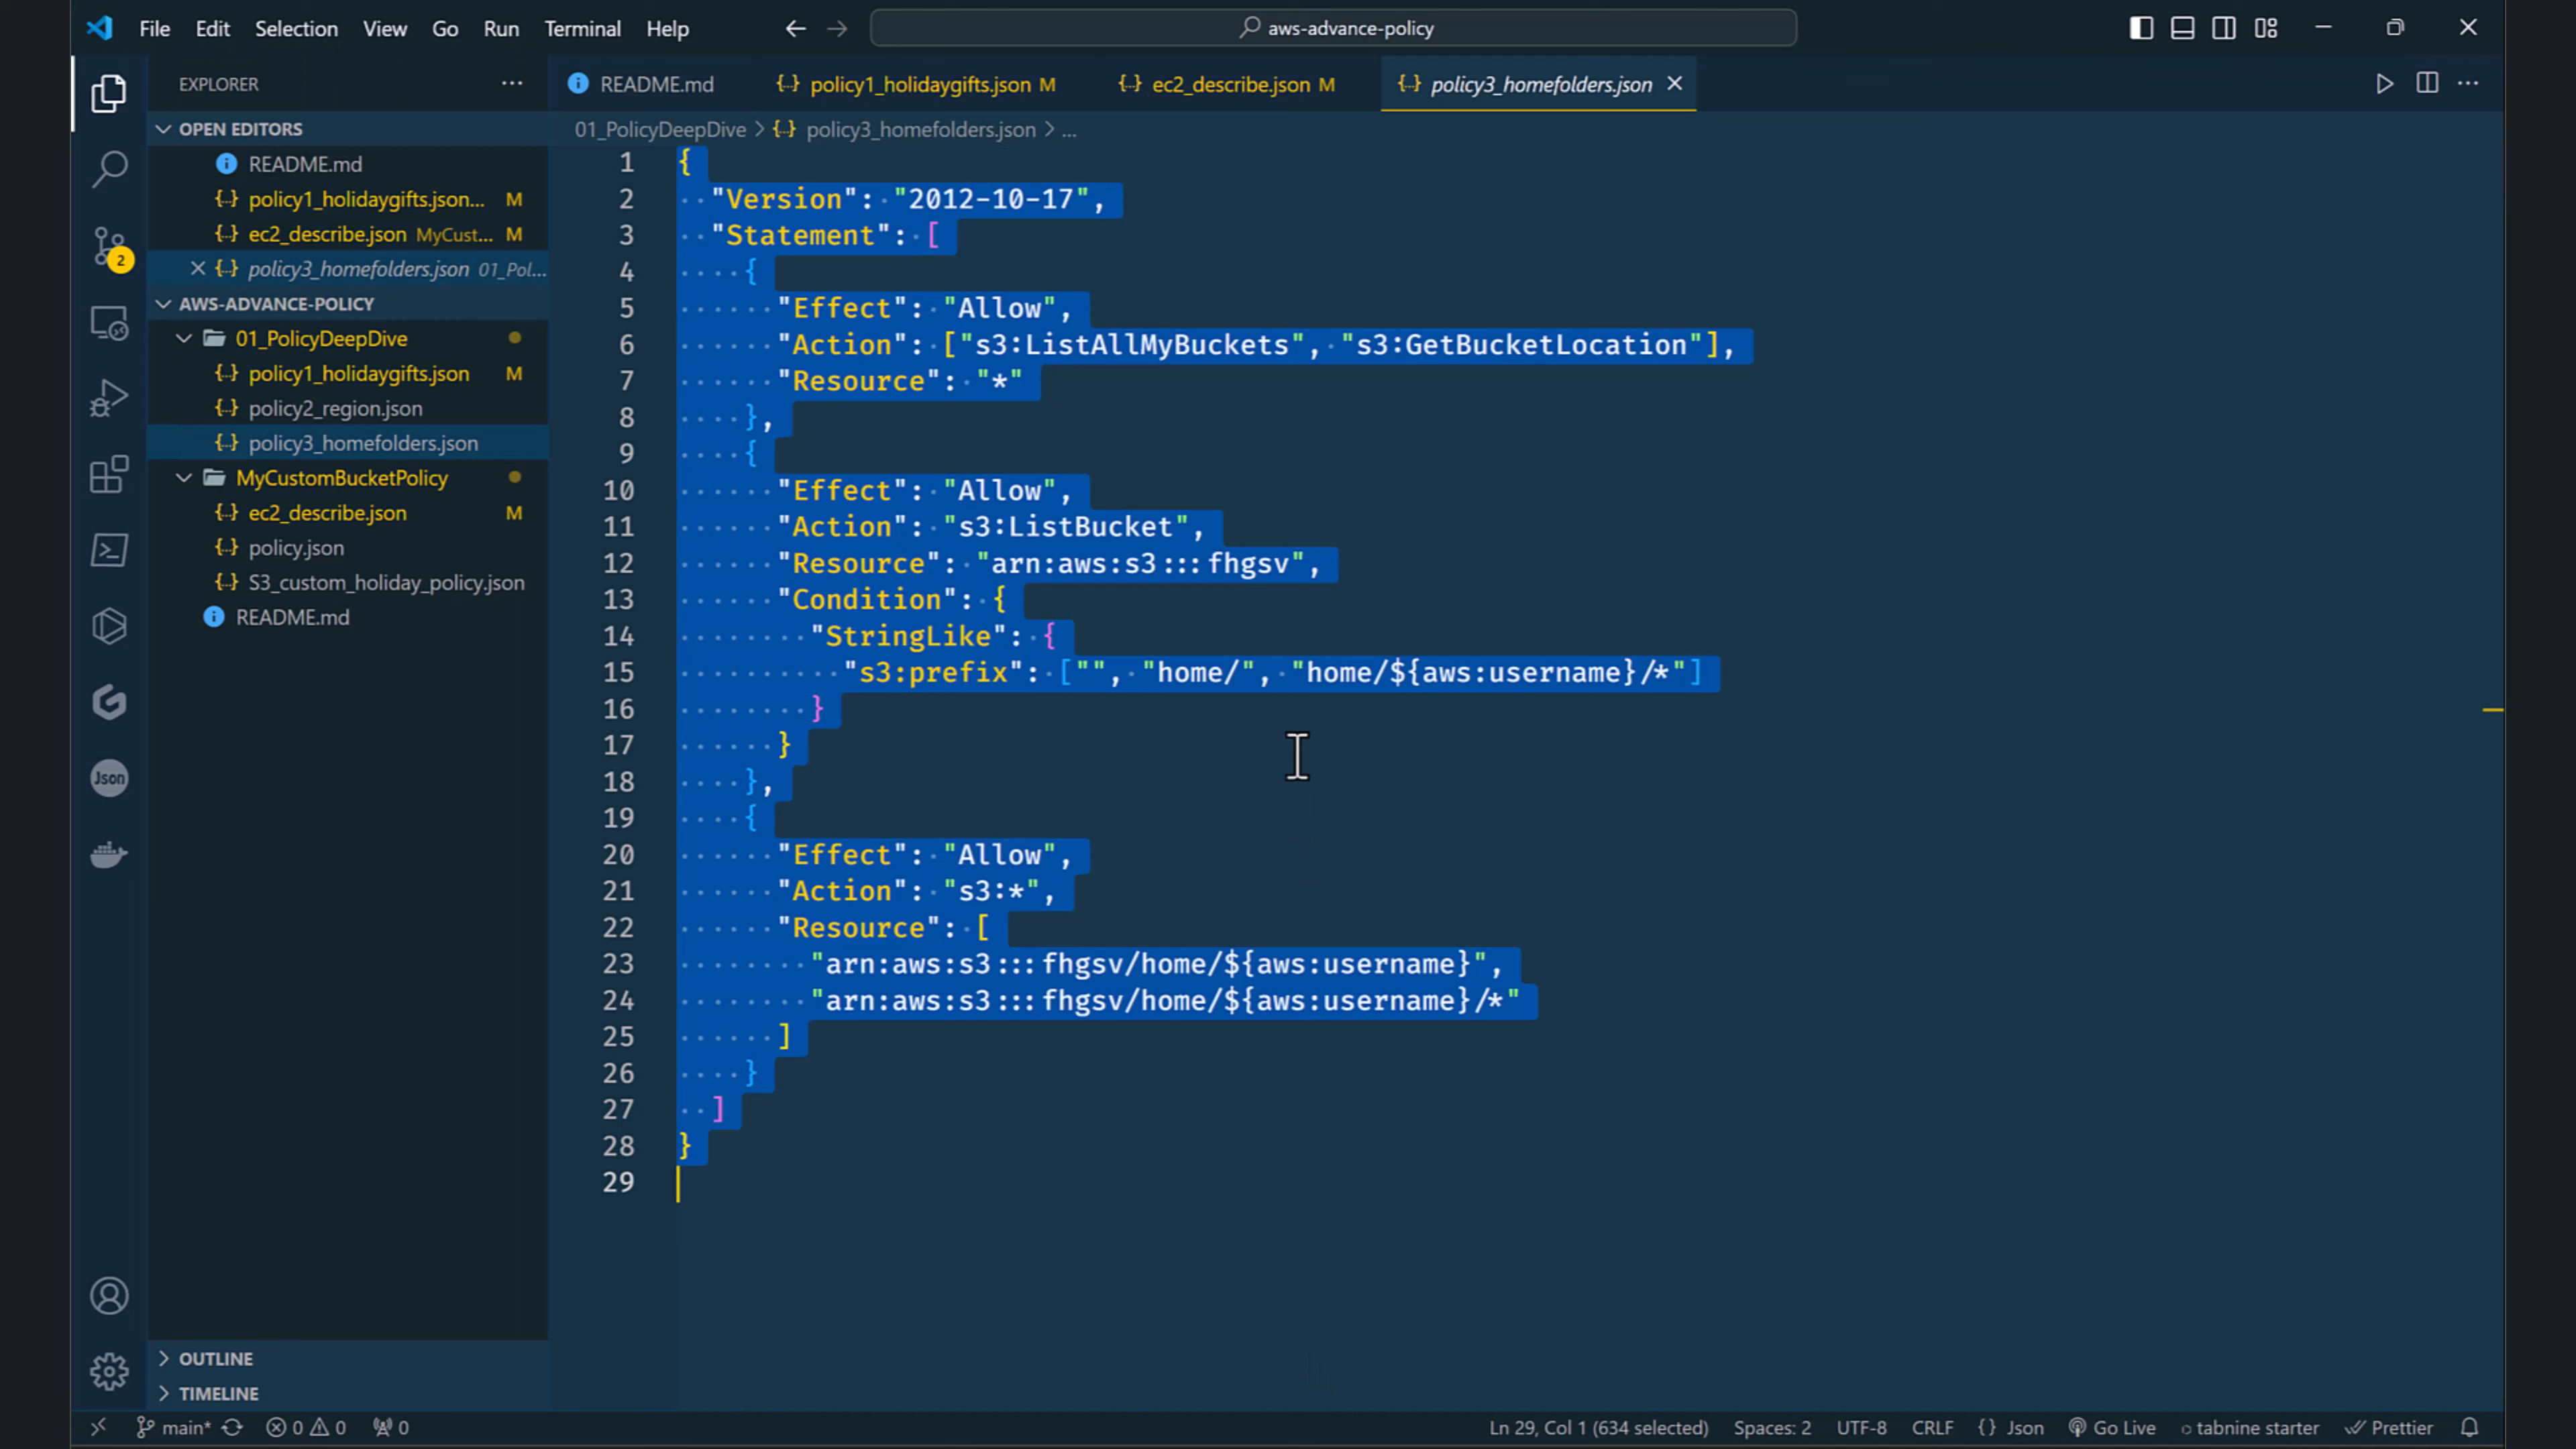 File Edit Selection View Go Run Terminal Help
aws-advance-policy
EXPLORER
README.md
policy1_holidaygifts.json M
ec2_describe.json M
policy3_homefolders.json
OPEN EDITORS
README.md
policy1_holidaygifts.json... M
ec2_describe.json MyCust... M
policy3_homefolders.json 01_Pol...
AWS-ADVANCE-POLICY
01_PolicyDeepDive
policy1_holidaygifts.json M
policy2_region.json
policy3_homefolders.json
MyCustomBucketPolicy
ec2_describe.json M
policy.json
S3_custom_holiday_policy.json
README.md
2
Json
OUTLINE
TIMELINE
01_PolicyDeepDive > policy3_homefolders.json > ...
1 {
2 "Version": "2012-10-17",
3 "Statement": [
4 {
5 "Effect": "Allow",
6 "Action": ["s3:ListAllMyBuckets", "s3:GetBucketLocation"],
7 "Resource": "*"
8 },
9 {
10 "Effect": "Allow",
11 "Action": "s3:ListBucket",
12 "Resource": "arn:aws:s3:::fhgsv",
13 "Condition": {
14 "StringLike": {
15 "s3:prefix": ["", "home/", "home/${aws:username}/*"]
16 }
17 }
18 },
19 {
20 "Effect": "Allow",
21 "Action": "s3:*",
22 "Resource": [
23 "arn:aws:s3:::fhgsv/home/${aws:username}",
24 "arn:aws:s3:::fhgsv/home/${aws:username}/*"
25 ]
26 }
27 ]
28 }
29
main* 0 0 0 Ln 29, Col 1 (634 selected) Spaces: 2 UTF-8 CRLF {} Json Go Live tabnine starter Prettier